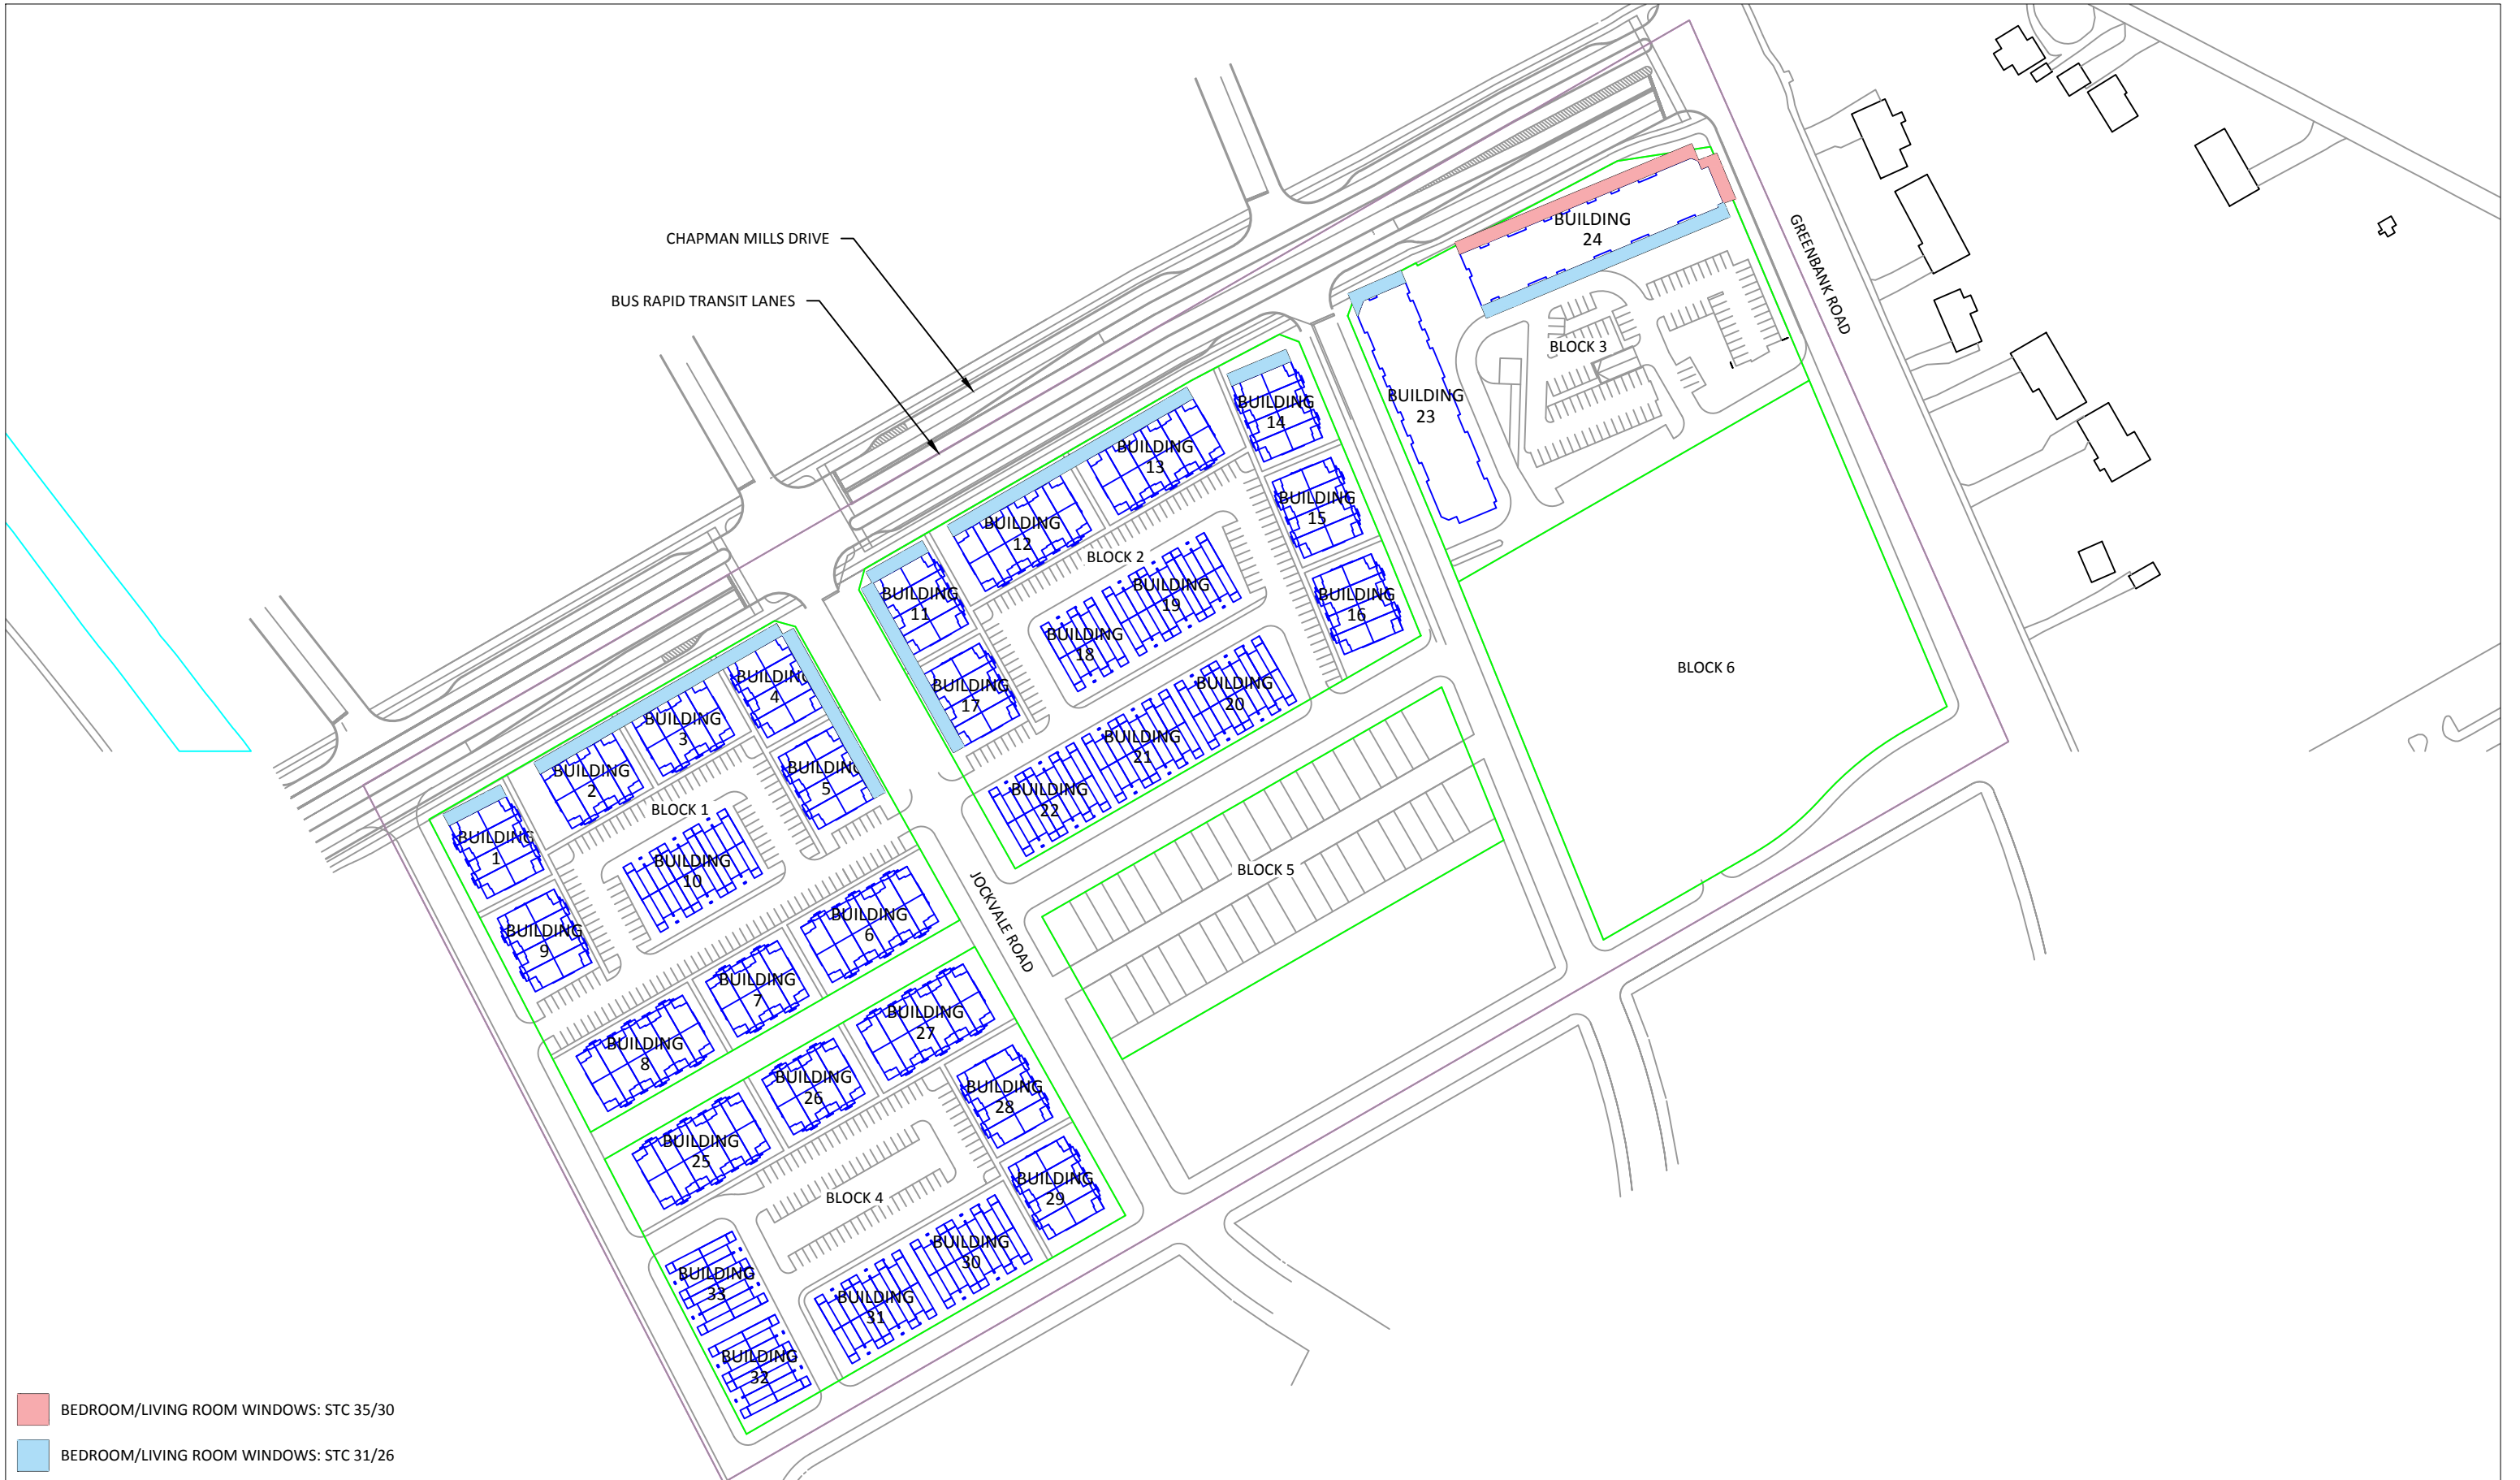 CHAPMAN MILLS DRIVE
BUS RAPID TRANSIT LANES
GREENBANK ROAD
BUILDING
24
BLOCK 3
BUILDING
23
BUILDING
14
BUILDING
13
BUILDING
15
BUILDING
12
BLOCK 2
BUILDING
19
BUILDING
11
BUILDING
16
BUILDING
18
BLOCK 6
BUILDING
4
BUILDING
17
BUILDING
20
BUILDING
3
BUILDING
21
BUILDING
2
BUILDING
5
BUILDING
22
BLOCK 1
BUILDING
1
BUILDING
10
BLOCK 5
JOCKVALE ROAD
BUILDING
6
BUILDING
9
BUILDING
7
BUILDING
27
BUILDING
8
BUILDING
26
BUILDING
28
BUILDING
25
BUILDING
29
BLOCK 4
BUILDING
30
BUILDING
33
BUILDING
31
BUILDING
32
BEDROOM/LIVING ROOM WINDOWS: STC 35/30
BEDROOM/LIVING ROOM WINDOWS: STC 31/26